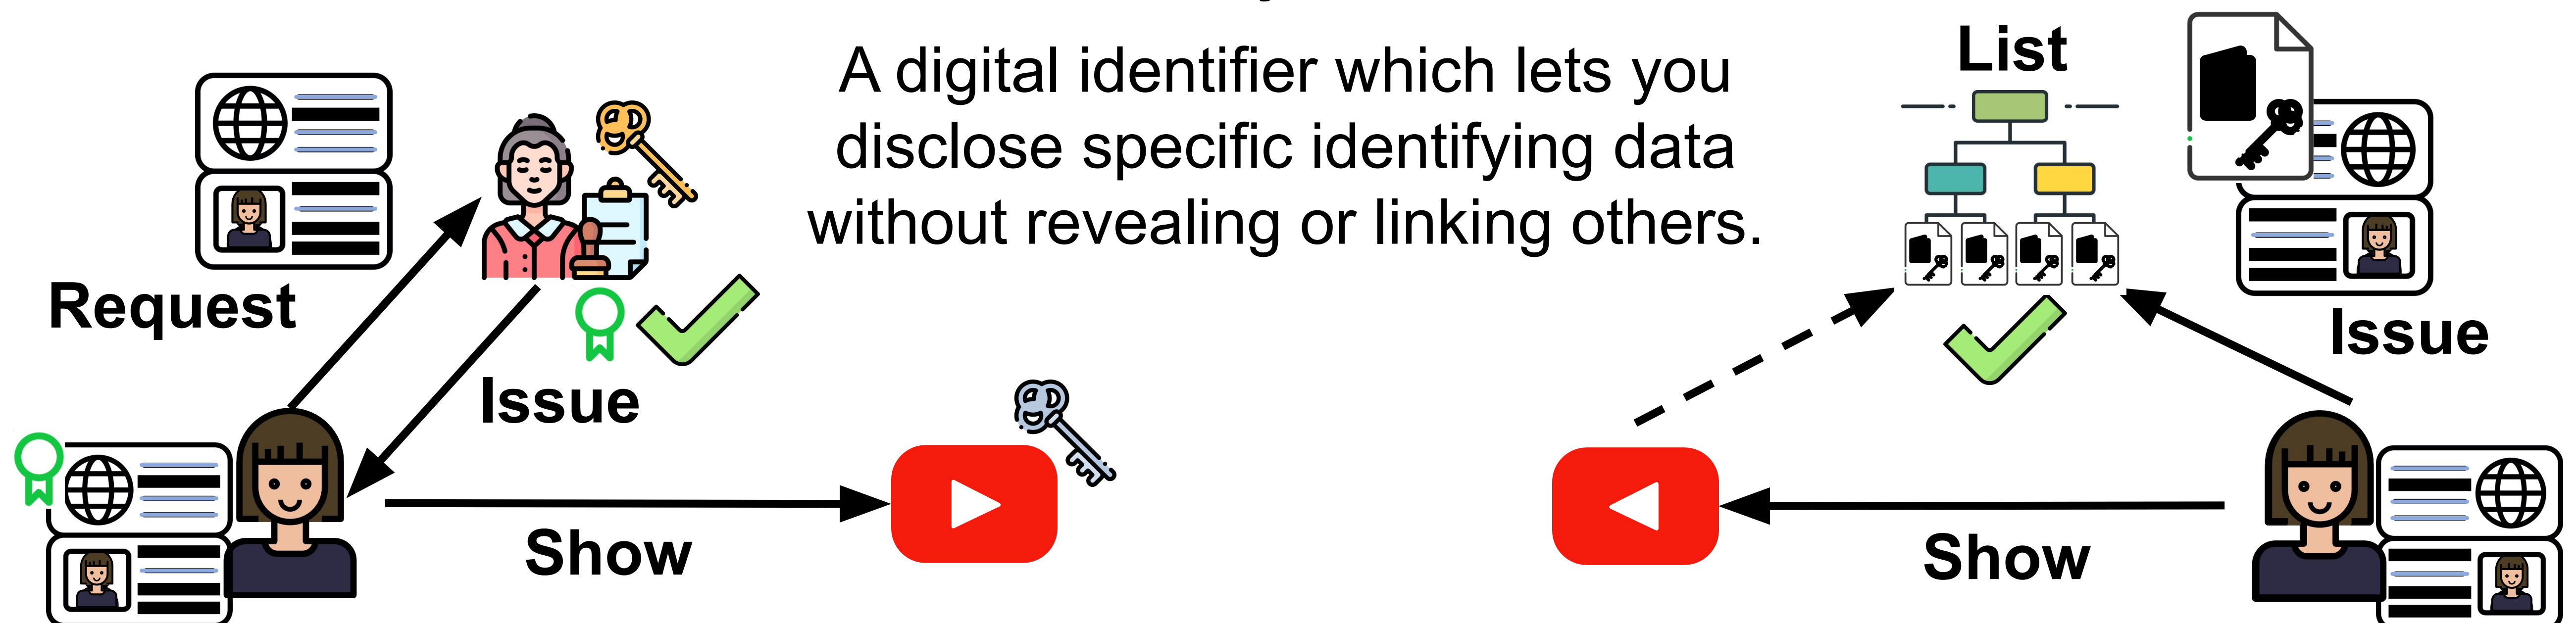 A digital identifier which lets you
disclose specific identifying data
without revealing or linking others.
Request
Issue
Show
List
Issue
Show